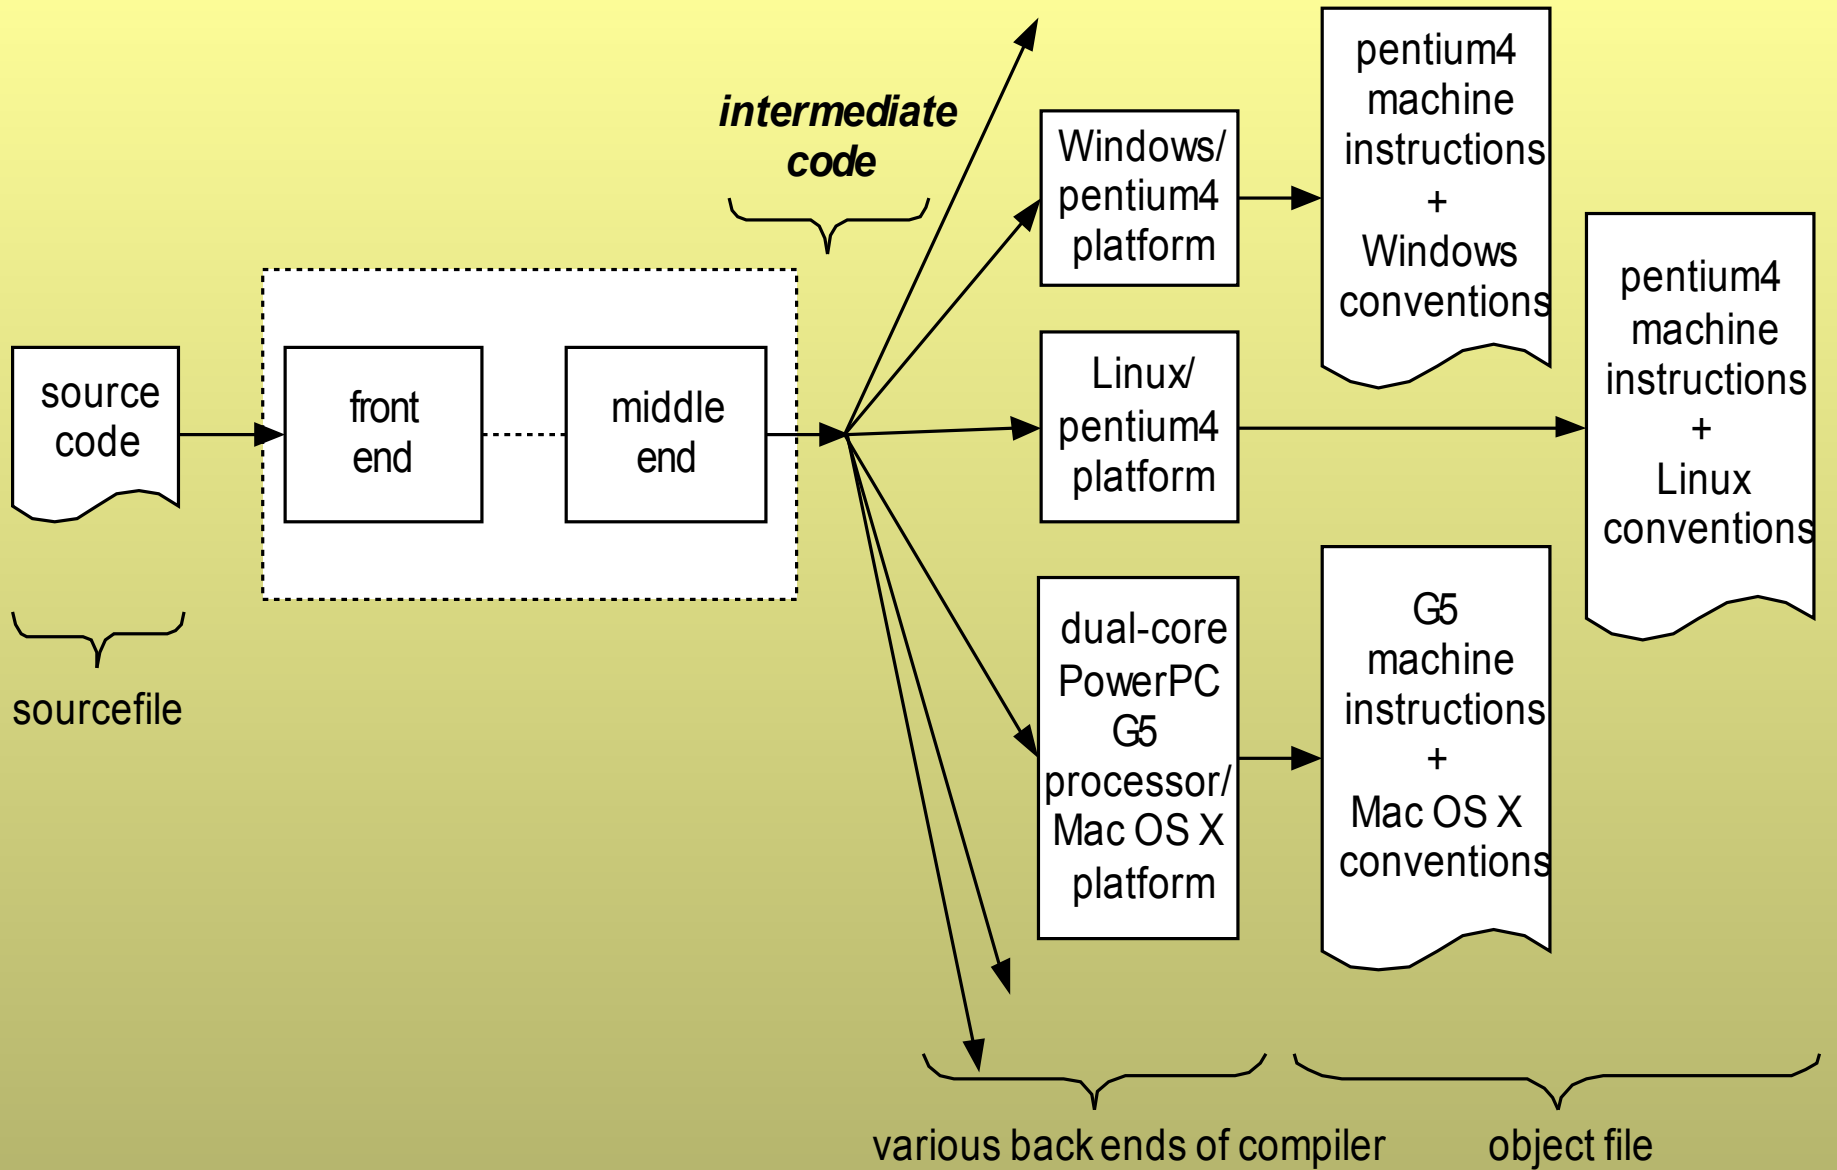 intermediate
code
source
code
front
end
middle
end
sourcefile
Windows/
pentium4
platform
Linux/
pentium4
platform
dual-core
PowerPC
G5
processor/
Mac OS X
platform
pentium4
machine
instructions
+
Windows
conventions
pentium4
machine
instructions
+
Linux
conventions
G5
machine
instructions
+
Mac OS X
conventions
various back ends of compiler
object file